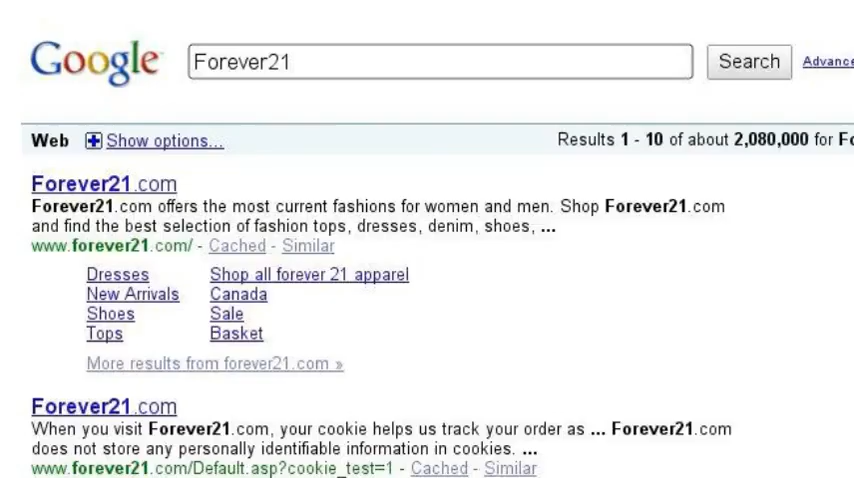 Google Forever21 Search Advance
Web Show options... Results 1 - 10 of about 2,080,000 for Fo
Forever21.com
Forever21.com offers the most current fashions for women and men. Shop Forever21.com
and find the best selection of fashion tops, dresses, denim, shoes, ...
www.forever21.com/ - Cached - Similar
Dresses Shop all forever 21 apparel
New Arrivals Canada
Shoes Sale
Tops Basket
More results from forever21.com »
Forever21.com
When you visit Forever21.com, your cookie helps us track your order as ... Forever21.com
does not store any personally identifiable information in cookies. ...
www.forever21.com/Default.asp?cookie_test=1 - Cached - Similar